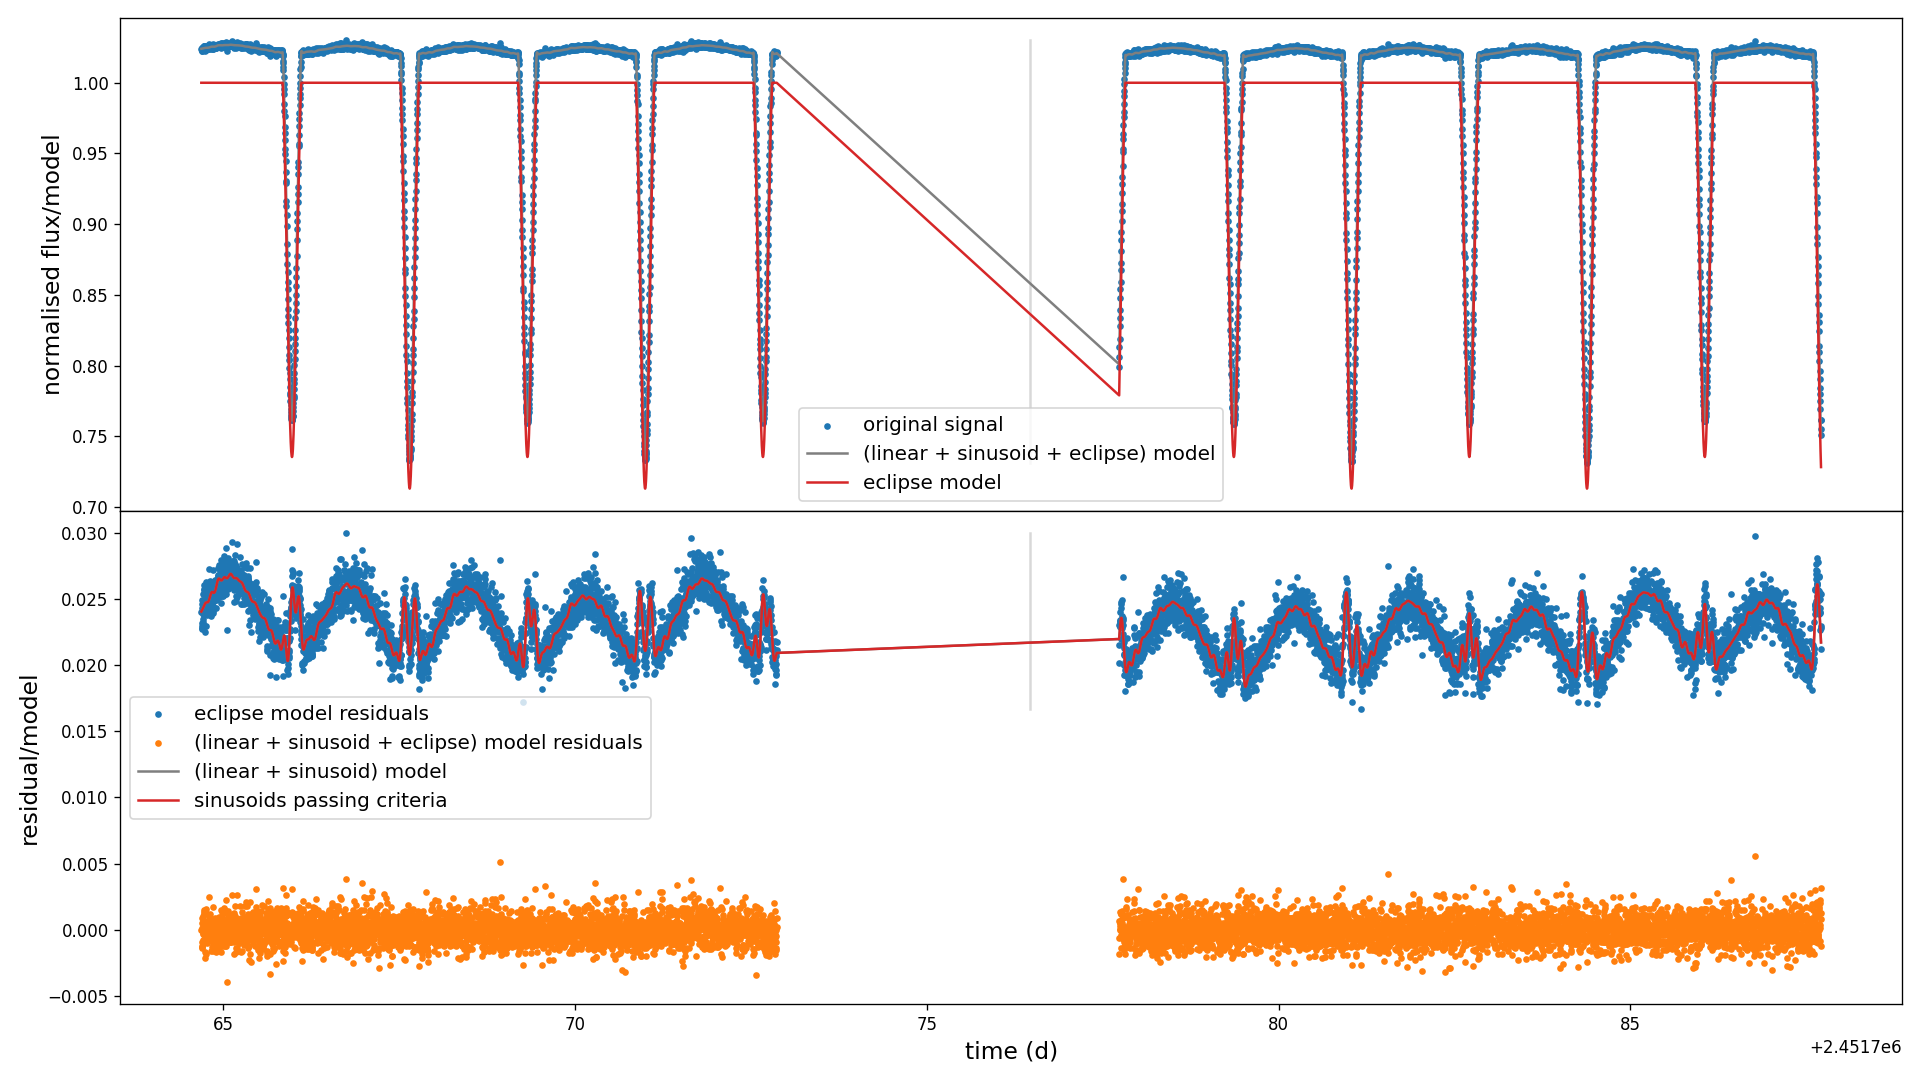 normalised flux/model
1.00
0.95
0.90
0.85
0.80
0.75
0.70
original signal
(linear + sinusoid + eclipse) model
eclipse model
residual/model
0.030
0.025
0.020
0.015
0.010
0.005
0.000
−0.005
eclipse model residuals
(linear + sinusoid + eclipse) model residuals
(linear + sinusoid) model
sinusoids passing criteria
65 70 75 80 85
time (d)
+2.4517e6